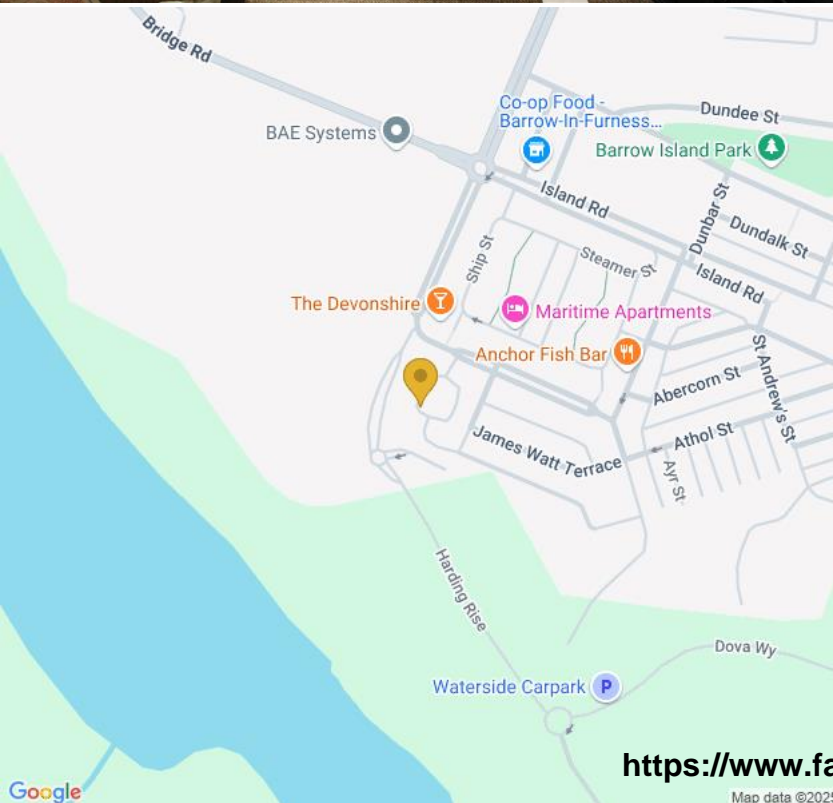 Bridge Rd
Co-op Food -
Barrow-In-Furness...
Dundee St
BAE Systems
Barrow Island Park
Island Rd
Dunbar St
Dundalk St
Ship St
Steamer St
Island Rd
The Devonshire
Maritime Apartments
Anchor Fish Bar
St Andrew's St
Abercorn St
James Watt Terrace
Athol St
Ayr St
Harding Rise
Dova Wy
Waterside Carpark
P
https://www.fa
Google
Map data ©2025